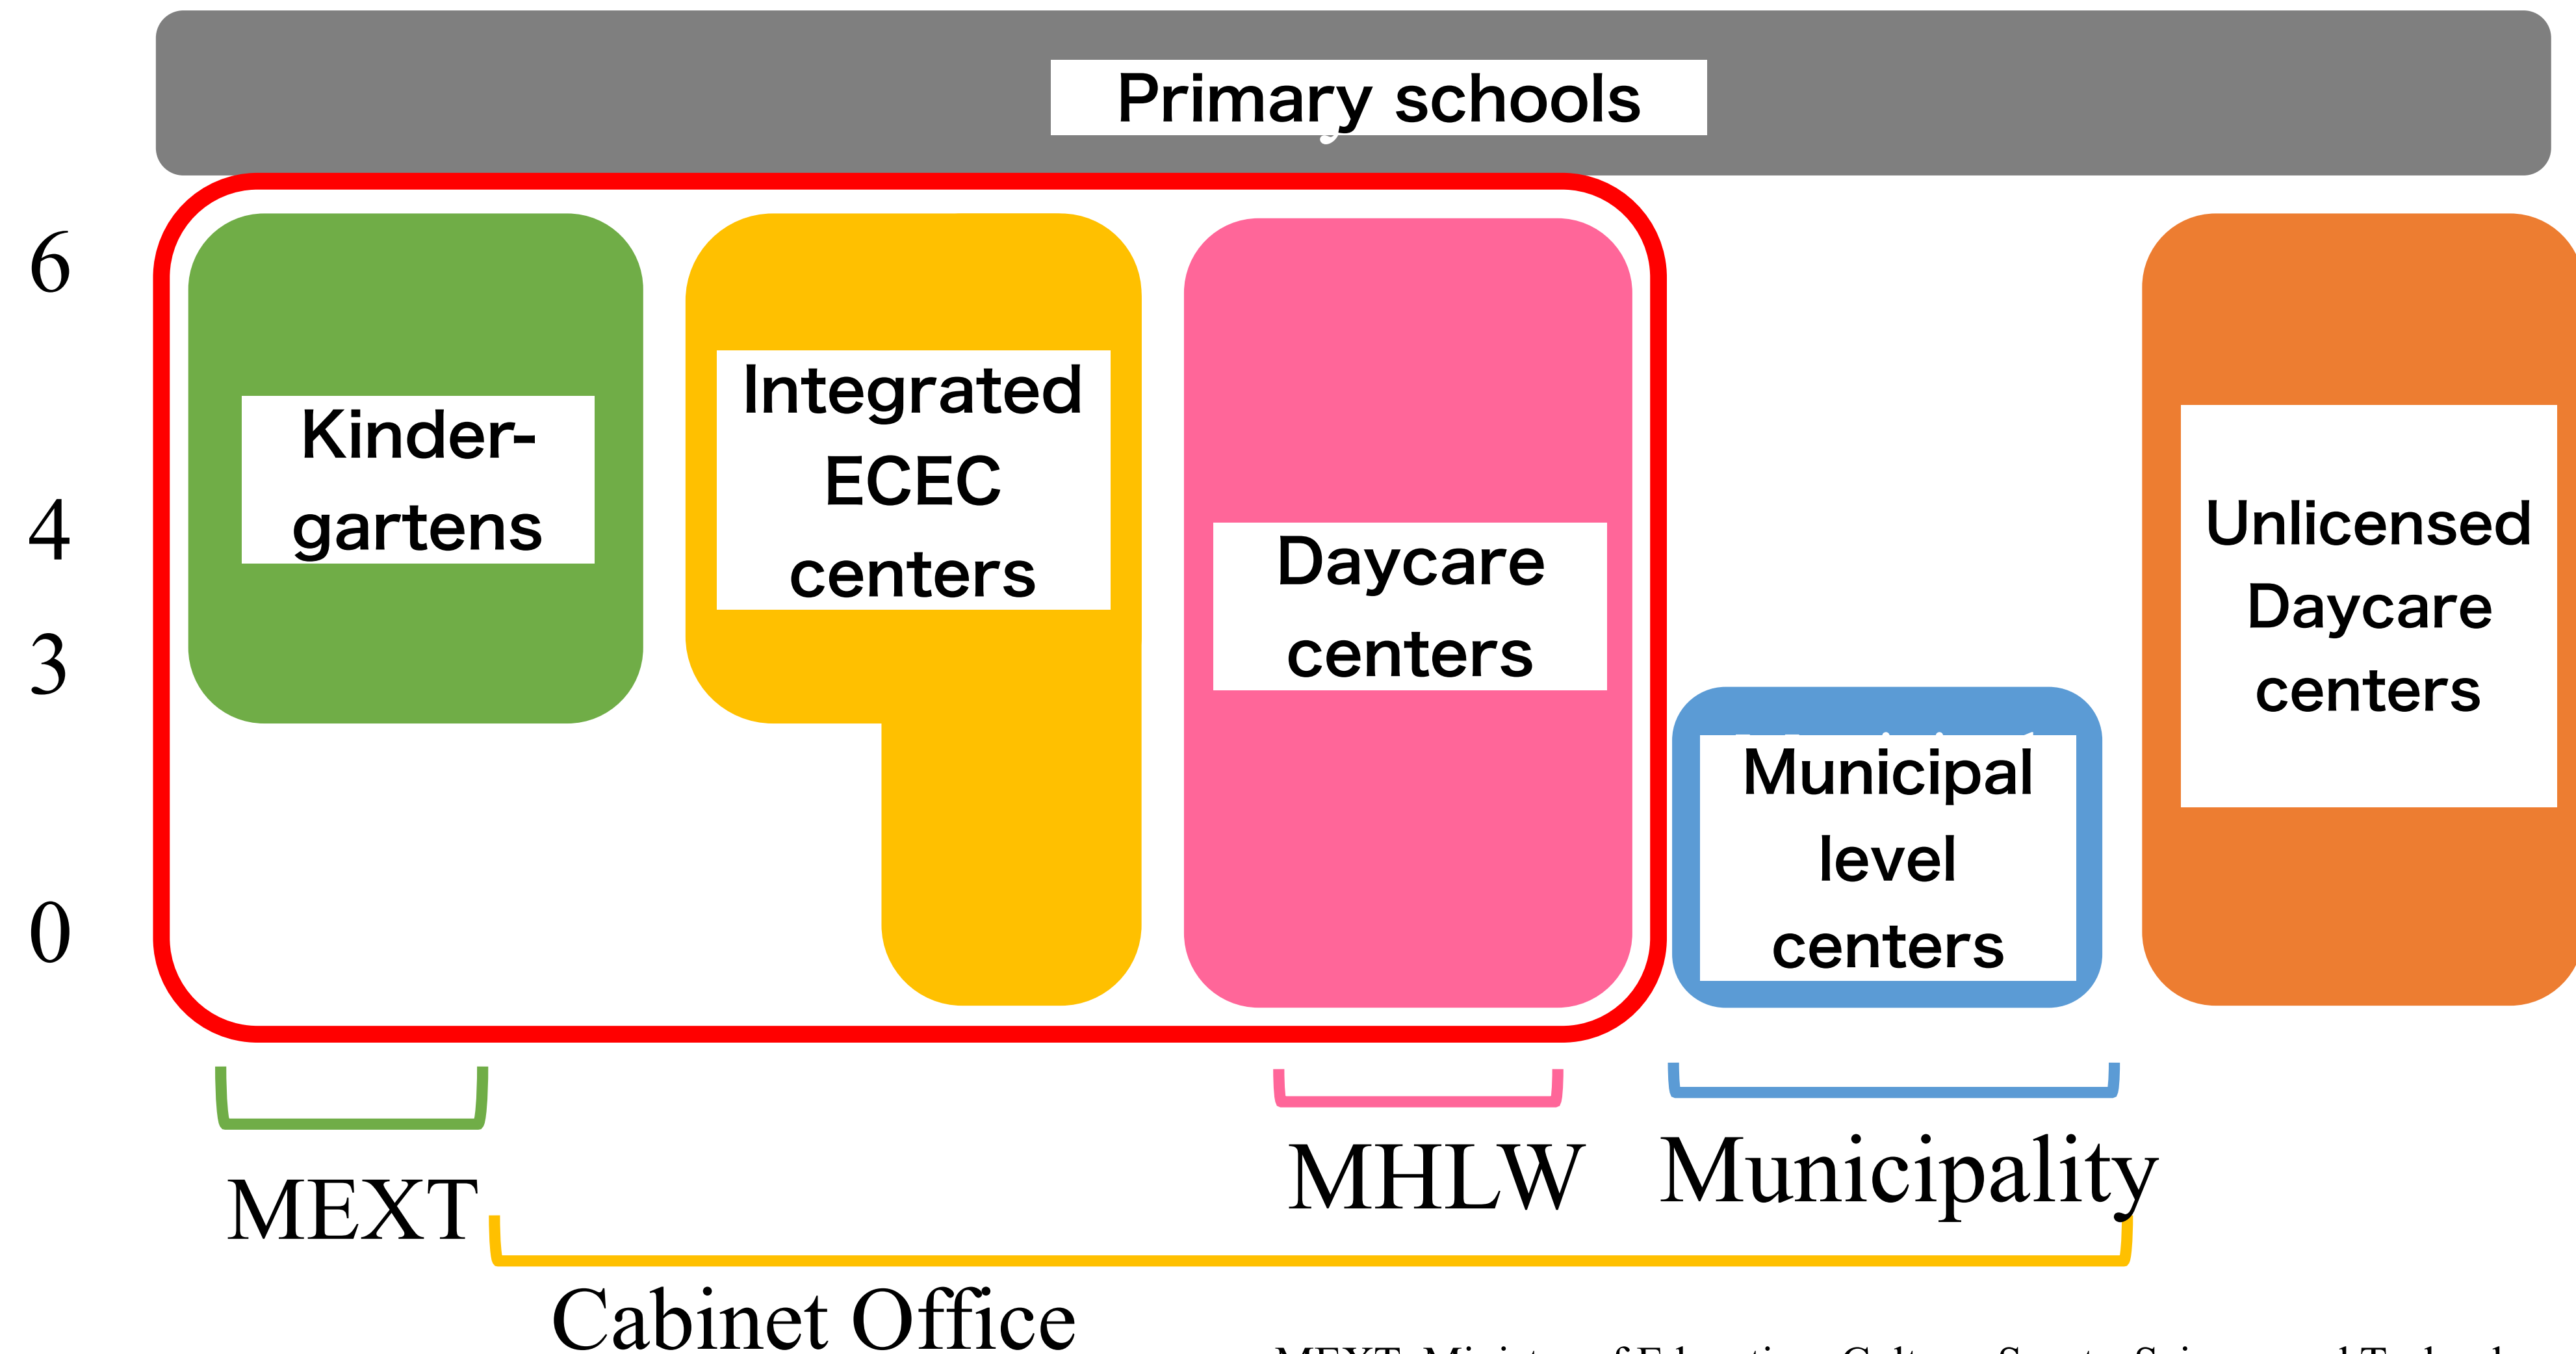 Primary schools
6
4
3
0
Kinder-
gartens
Integrated
ECEC
centers
Daycare
centers
Municipal
level
centers
Unlicensed
Daycare
centers
MEXT
MHLW
Municipality
Cabinet Office